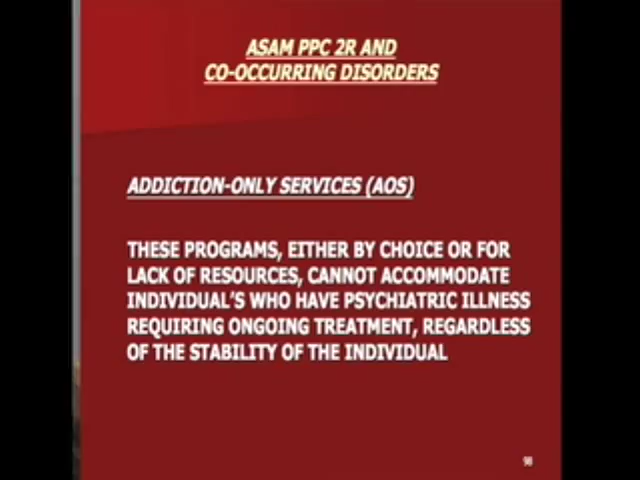 ASAM PPC 2R AND
CO-OCCURRING DISORDERS
ADDICTION-ONLY SERVICES (AOS)
THESE PROGRAMS, EITHER BY CHOICE OR FOR
LACK OF RESOURCES, CANNOT ACCOMMODATE
INDIVIDUAL'S WHO HAVE PSYCHIATRIC ILLNESS
REQUIRING ONGOING TREATMENT, REGARDLESS
OF THE STABILITY OF THE INDIVIDUAL